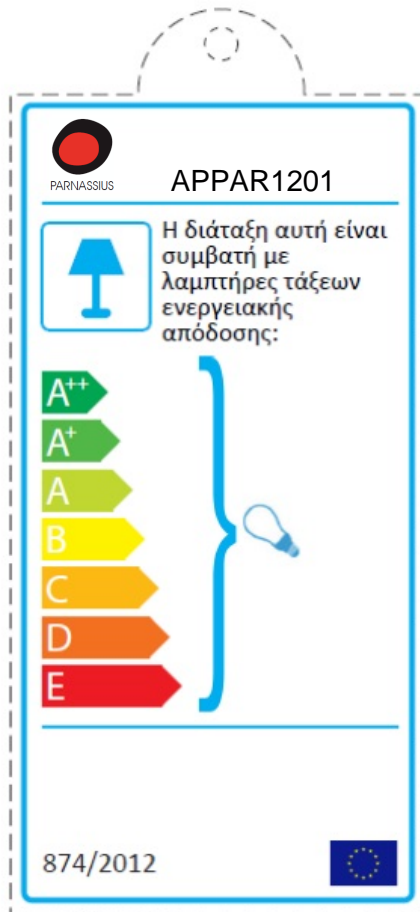 PARNASSIUS
APPAR1201
Η διάταξη αυτή είναι
συμβατή με
λαμπτήρες τάξεων
ενεργειακής
απόδοσης:
A++
A+
A
B
C
D
E
874/2012